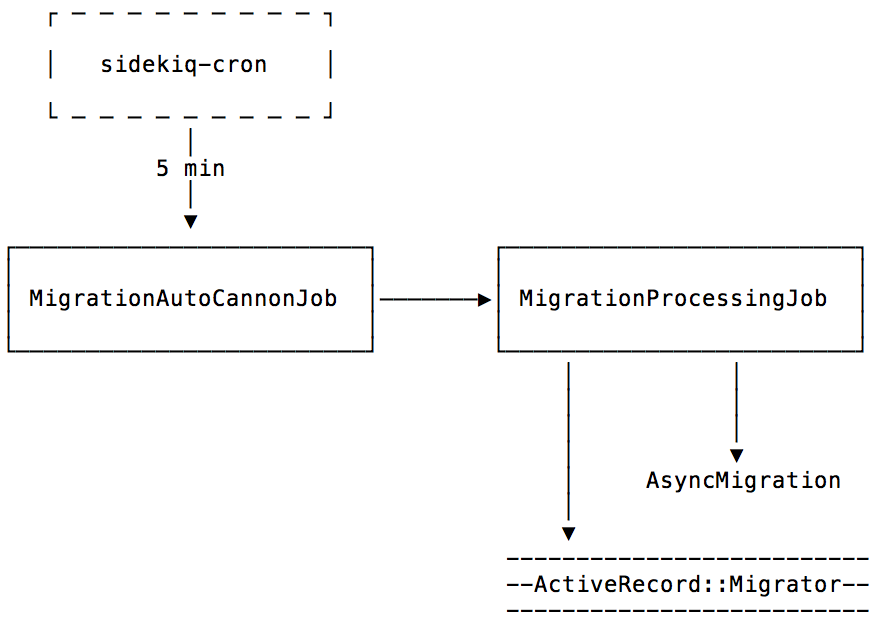 sidekiq-cron
5 min
MigrationAutoCannonJob
MigrationProcessingJob
AsyncMigration
--ActiveRecord::Migrator--